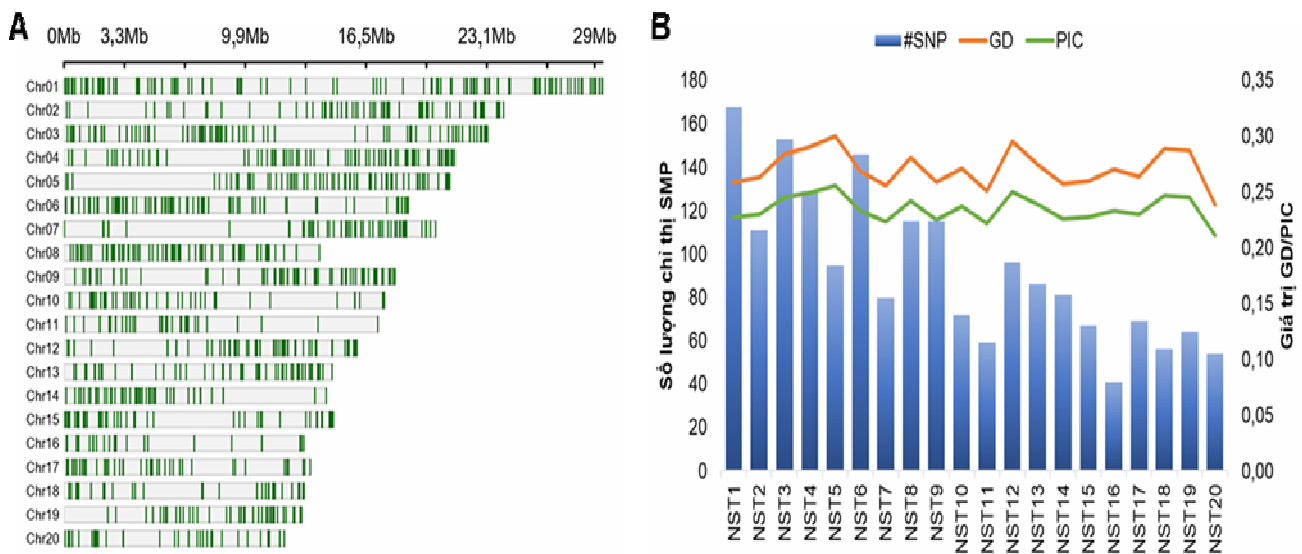 A
0Mb 3,3Mb 9,9Mb 16,5Mb 23,1Mb 29Mb
Chr01
Chr02
Chr03
Chr04
Chr05
Chr06
Chr07
Chr08
Chr09
Chr10
Chr11
Chr12
Chr13
Chr14
Chr15
Chr16
Chr17
Chr18
Chr19
Chr20
B
#SNP GD PIC
Số lượng chỉ thị SMP
180
160
140
120
100
80
60
40
20
0
0,35
0,30
0,25
0,20
0,15
0,10
0,05
0,00
Giá trị GD/PIC
NST1
NST2
NST3
NST4
NST5
NST6
NST7
NST8
NST9
NST10
NST11
NST12
NST13
NST14
NST15
NST16
NST17
NST18
NST19
NST20